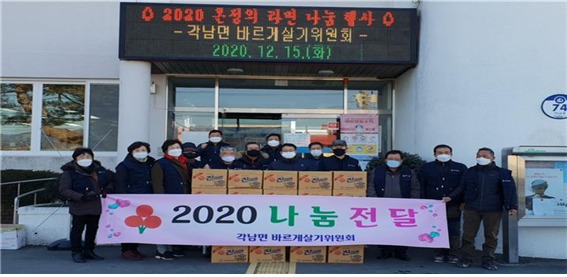 2020 온정의 라면 나눔 행사
- 각남면 바르게살기위원회 -
2020. 12. 15.(화)
74
2020 나눔 전달
각남면 바르게살기위원회